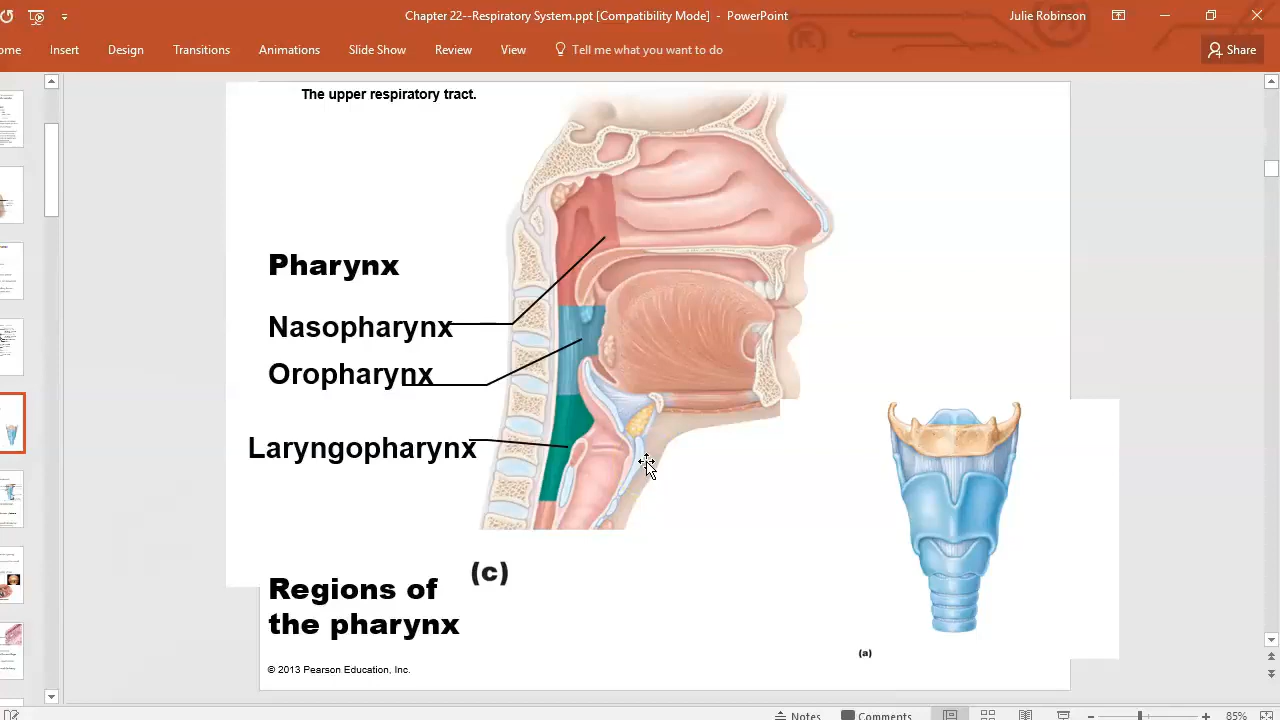 Chapter 22--Respiratory System.ppt [Compatibility Mode] - PowerPoint
Julie Robinson
ome Insert Design Transitions Animations Slide Show Review View Tell me what you want to do
Share
The upper respiratory tract.
Pharynx
Nasopharynx
Oropharynx
Laryngopharynx
(c)
Regions of
the pharynx
(a)
© 2013 Pearson Education, Inc.
Notes Comments 85%